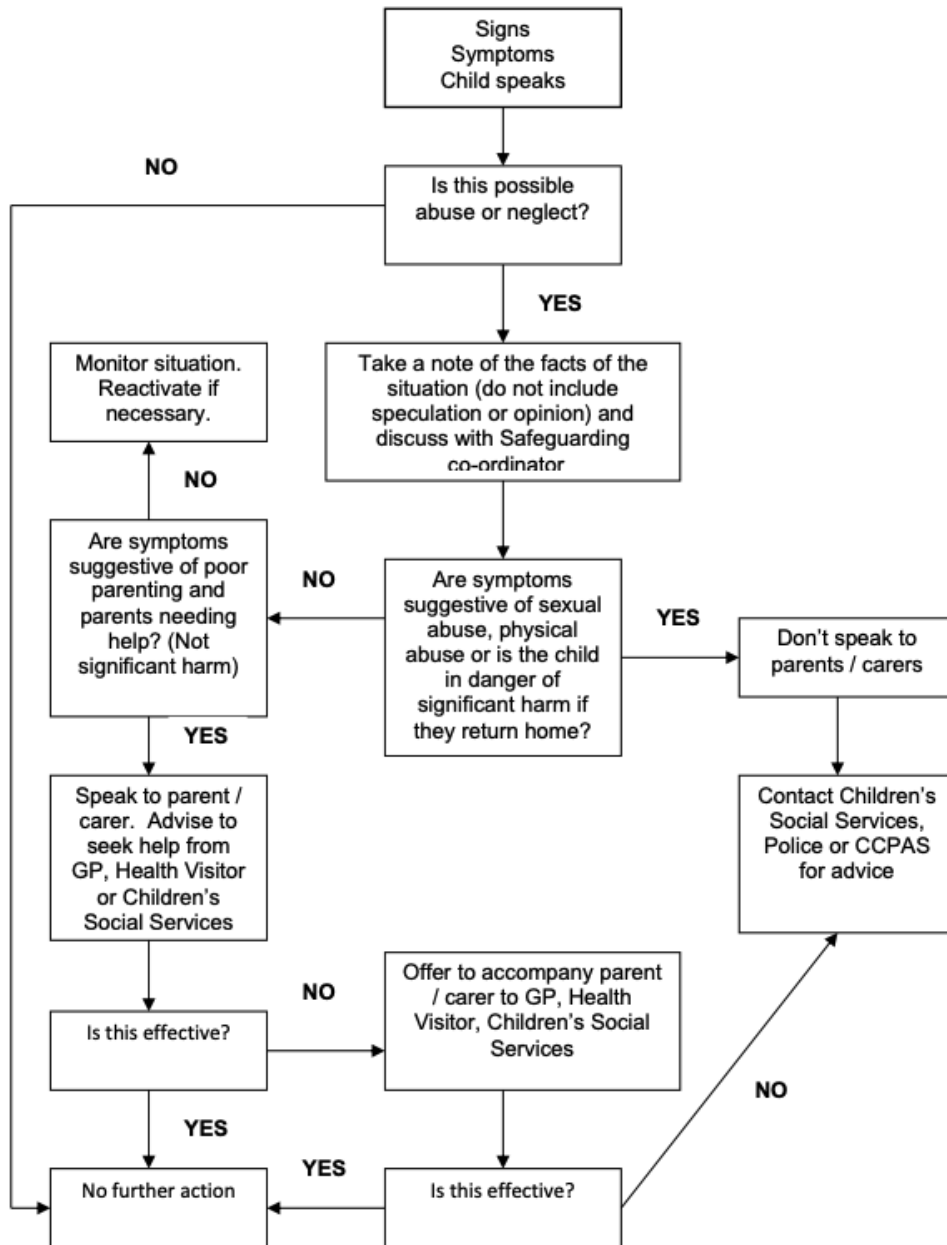 Signs
Symptoms
Child speaks
NO
Is this possible
abuse or neglect?
YES
Monitor situation.
Reactivate if
necessary.
Take a note of the facts of the
situation (do not include
speculation or opinion) and
discuss with Safeguarding
co-ordinator
NO
Are symptoms
suggestive of poor
parenting and
parents needing
help? (Not
significant harm)
NO
Are symptoms
suggestive of sexual
abuse, physical
abuse or is the child
in danger of
significant harm if
they return home?
YES
Don't speak to
parents / carers
YES
Speak to parent /
carer. Advise to
seek help from
GP, Health Visitor
or Children's
Social Services
Contact Children's
Social Services,
Police or CCPAS
for advice
NO
Offer to accompany parent
/ carer to GP, Health
Visitor, Children's Social
Services
Is this effective?
NO
YES
YES
No further action
Is this effective?